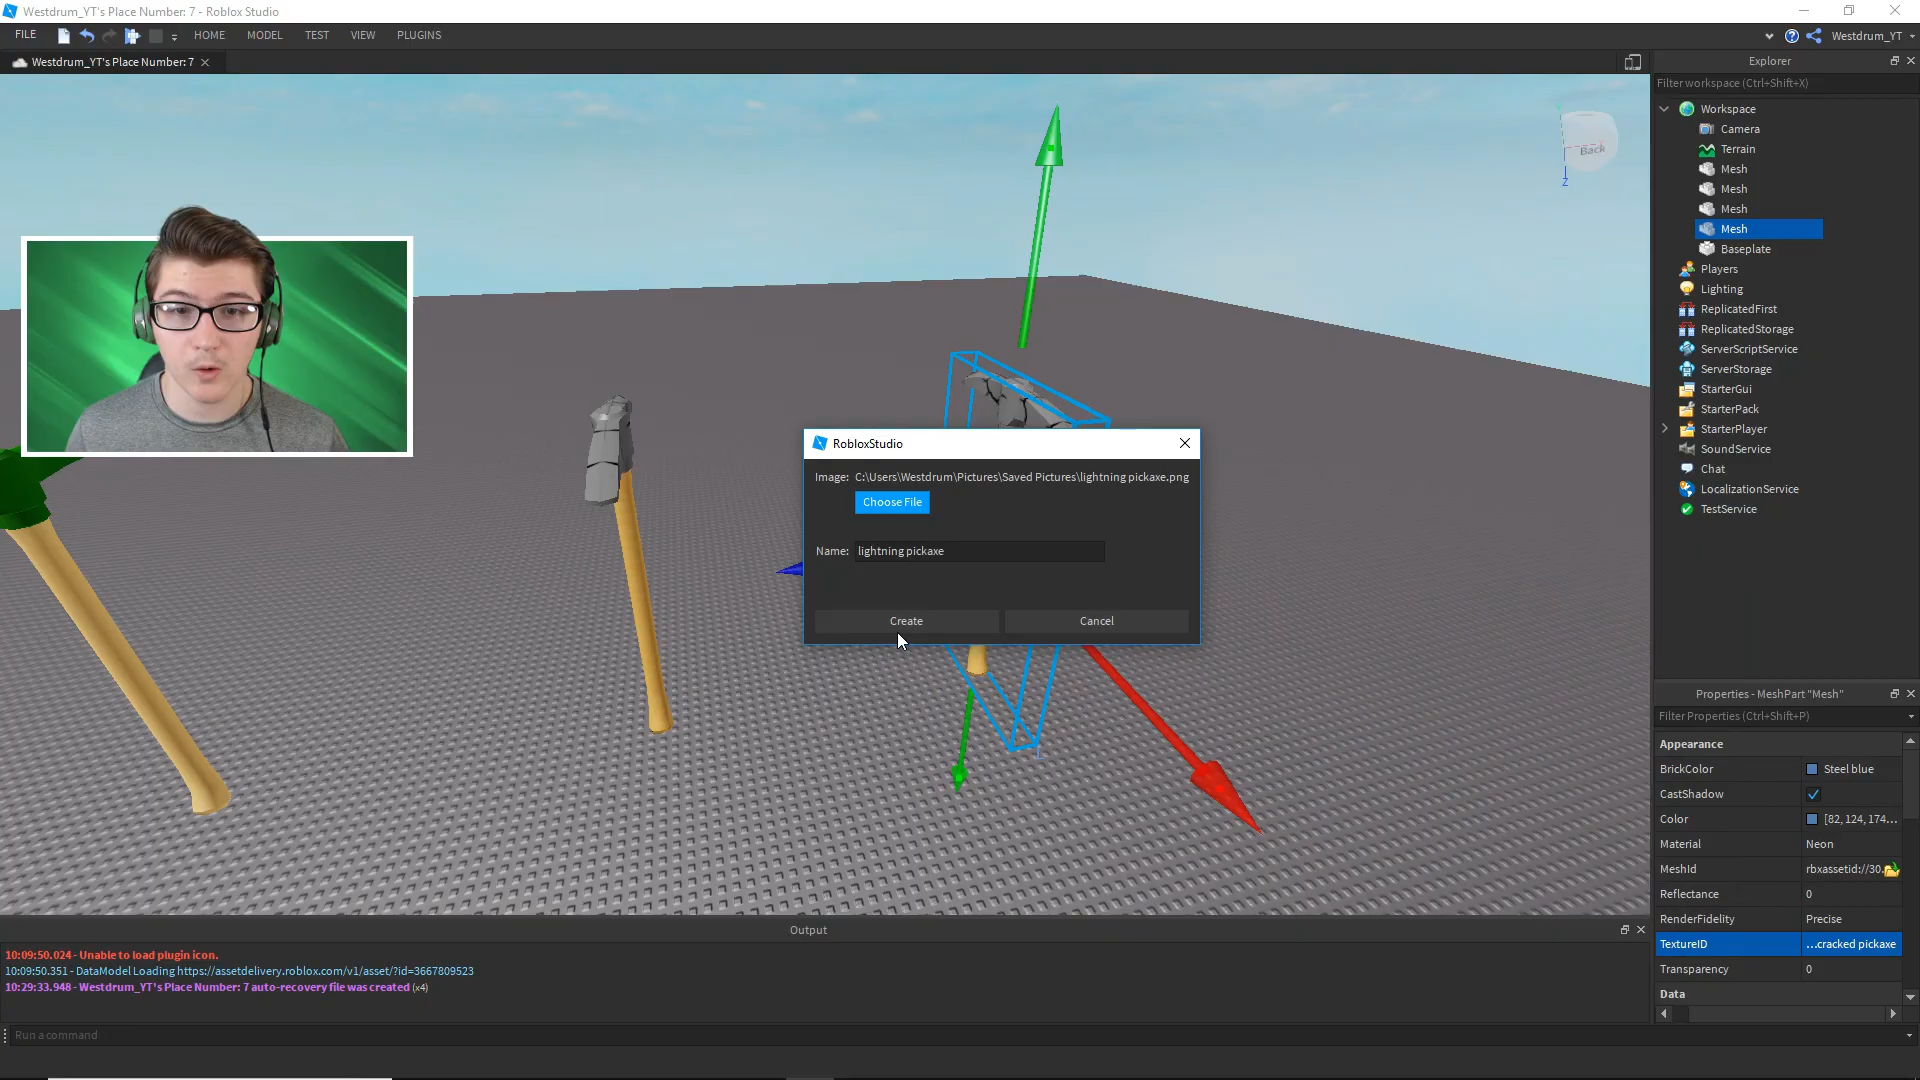 Westdrum_YT's Place Number: 7 - Roblox Studio
FILE
HOME
MODEL
TEST
VIEW
PLUGINS
Westdrum_YT
Westdrum_YT's Place Number: 7
Explorer
Filter workspace (Ctrl+Shift+X)
Workspace
Camera
Terrain
Mesh
Mesh
Mesh
Mesh
Baseplate
Players
Lighting
ReplicatedFirst
ReplicatedStorage
ServerScriptService
ServerStorage
StarterGui
StarterPack
StarterPlayer
SoundService
Chat
LocalizationService
TestService
Back
Z
RobloxStudio
Image: C:\Users\Westdrum\Pictures\Saved Pictures\lightning pickaxe.png
Choose File
Name: lightning pickaxe
Create
Cancel
Properties - MeshPart "Mesh"
Filter Properties (Ctrl+Shift+P)
Appearance
BrickColor Steel blue
CastShadow
Color [82, 124, 174...
Material Neon
MeshId rbxassetid://30.
Reflectance 0
RenderFidelity Precise
TextureID ...cracked pickaxe
Transparency 0
Data
Output
10:09:50.024 - Unable to load plugin icon.
10:09:50.351 - DataModel Loading https://assetdelivery.roblox.com/v1/asset/?id=3667809523
10:29:33.948 - Westdrum_YT's Place Number: 7 auto-recovery file was created (x4)
Run a command